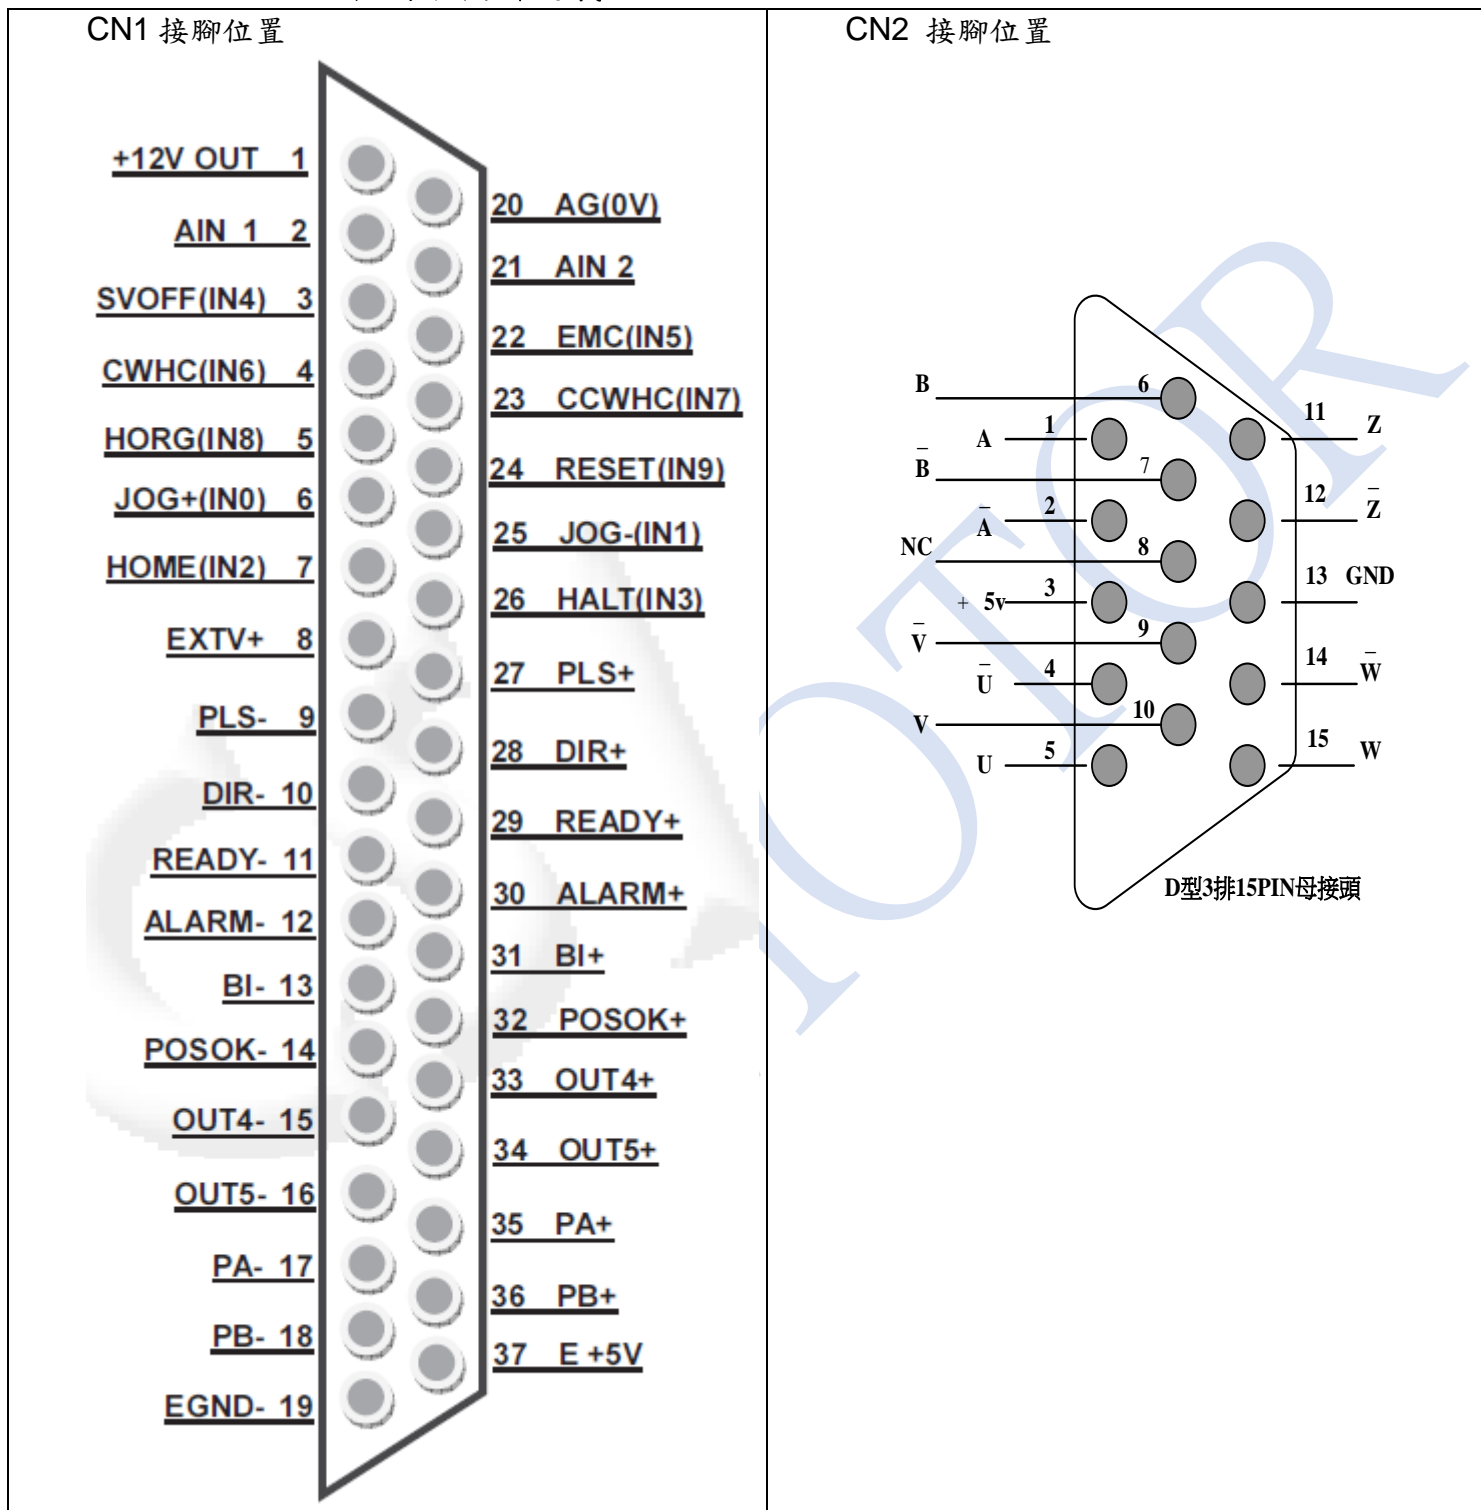 CN1 接腳位置
+12V OUT 1
AIN 1 2
SVOFF(IN4) 3
CWHC(IN6) 4
HORG(IN8) 5
JOG+(IN0) 6
HOME(IN2) 7
EXTV+ 8
PLS- 9
DIR- 10
READY- 11
ALARM- 12
BI- 13
POSOK- 14
OUT4- 15
OUT5- 16
PA- 17
PB- 18
EGND- 19
20 AG(0V)
21 AIN 2
22 EMC(IN5)
23 CCWHC(IN7)
24 RESET(IN9)
25 JOG-(IN1)
26 HALT(IN3)
27 PLS+
28 DIR+
29 READY+
30 ALARM+
31 BI+
32 POSOK+
33 OUT4+
34 OUT5+
35 PA+
36 PB+
37 E +5V
CN2 接腳位置
B 6
A 1
B̅ 7
A̅ 2
NC 8
+ 5v 3
V̅ 9
U̅ 4
V 10
U 5
11 Z
12 Z̅
13 GND
14 W̅
15 W
D型3排15PIN母接頭
OTOR